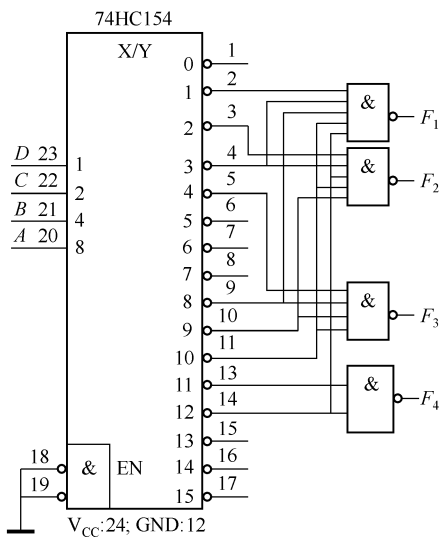 74HC154
X/Y
0 1
1 2
2 3
3 4
4 5
5 6
6 7
7 8
8 9
9 10
10 11
11 13
12 14
13 15
14 16
15 17
D 23 1
C 22 2
B 21 4
A 20 8
18
19
& EN
& F1
& F2
& F3
& F4
VCC:24; GND:12